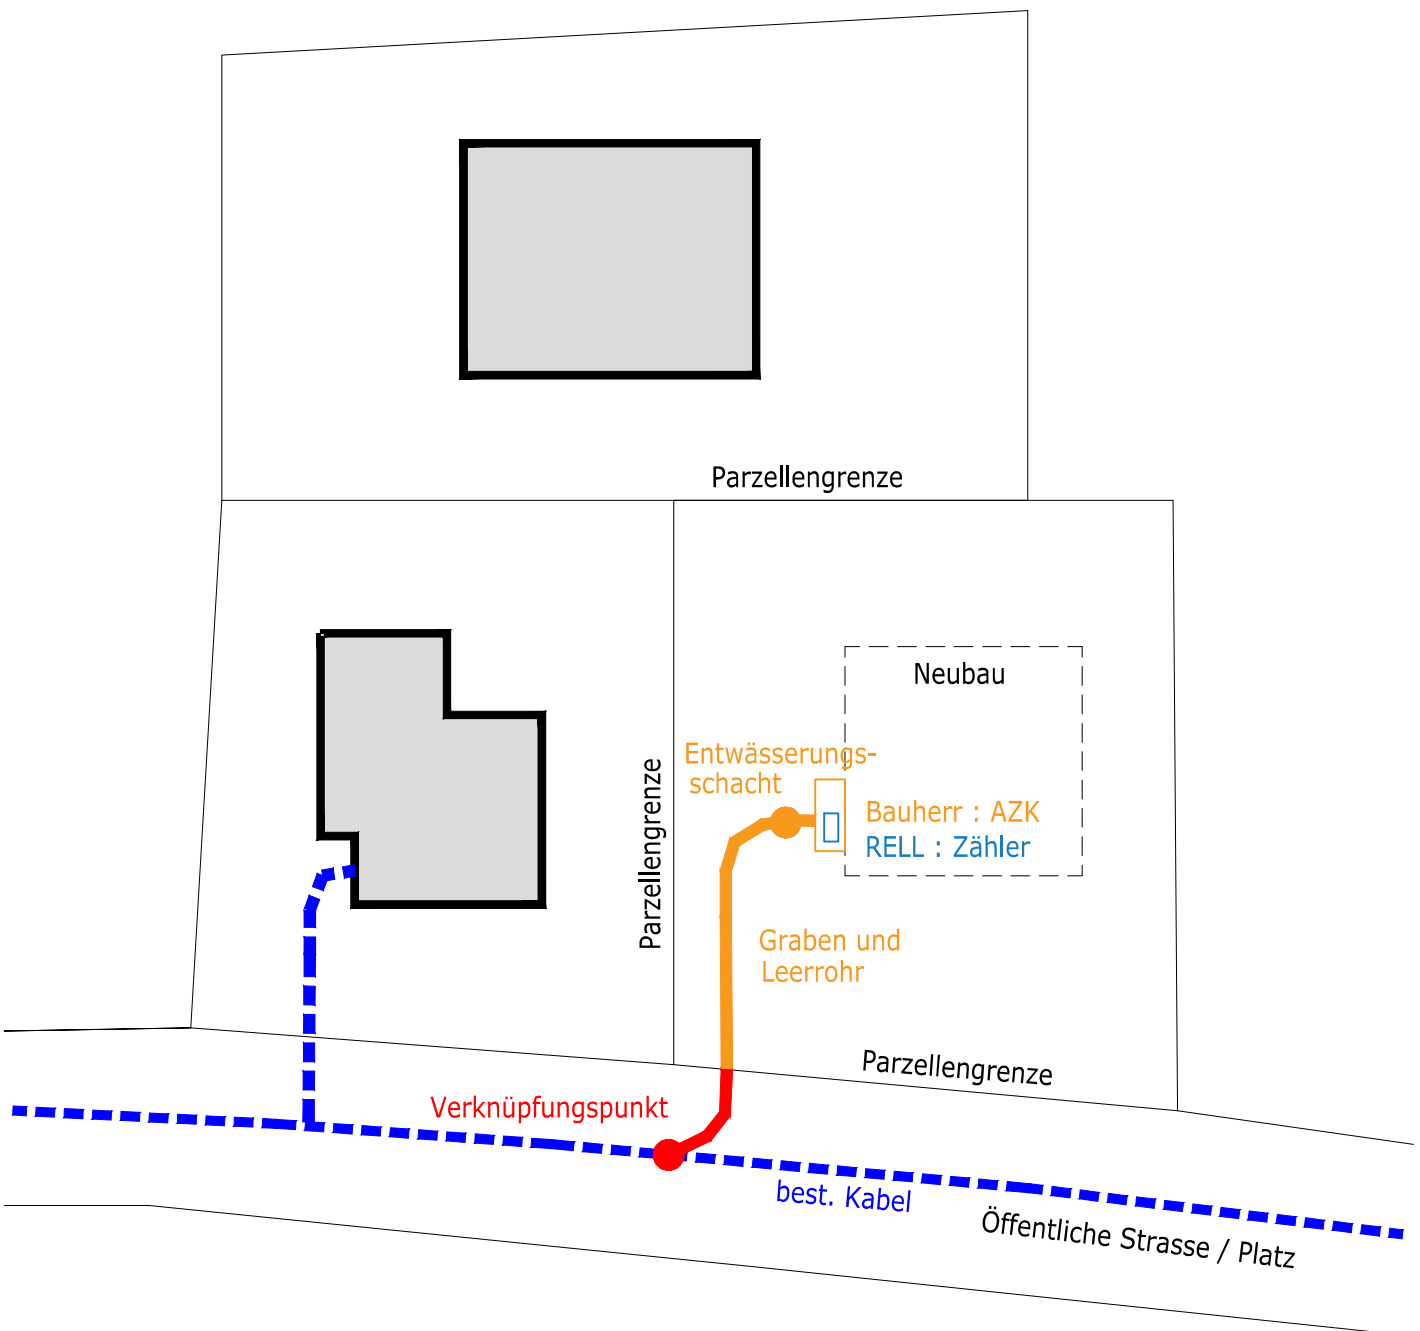 Parzellengrenze
Neubau
Entwässerungs-
schacht
Bauherr : AZK
RELL : Zähler
Parzellengrenze
Graben und
Leerrohr
Parzellengrenze
Verknüpfungspunkt
best. Kabel
Öffentliche Strasse / Platz